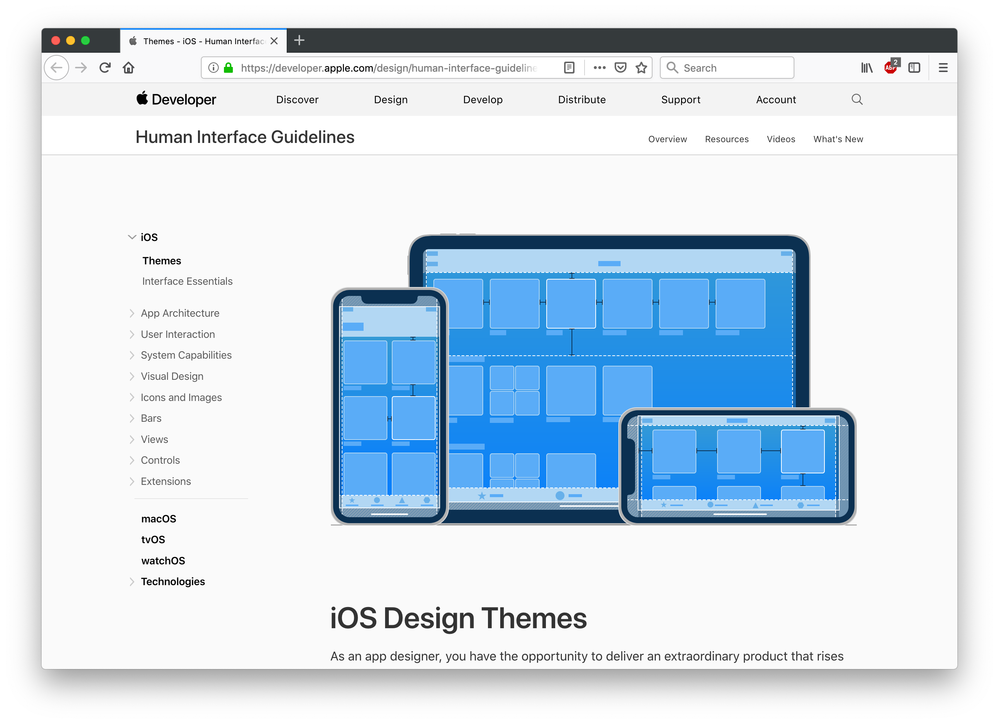 Themes - iOS - Human Interfac
https://developer.apple.com/design/human-interface-guideline
Search
ABP
2
Developer
Discover
Design
Develop
Distribute
Support
Account
Human Interface Guidelines
Overview
Resources
Videos
What's New
iOS
Themes
Interface Essentials
App Architecture
User Interaction
System Capabilities
Visual Design
Icons and Images
Bars
Views
Controls
Extensions
macOS
tvOS
watchOS
Technologies
iOS Design Themes
As an app designer, you have the opportunity to deliver an extraordinary product that rises